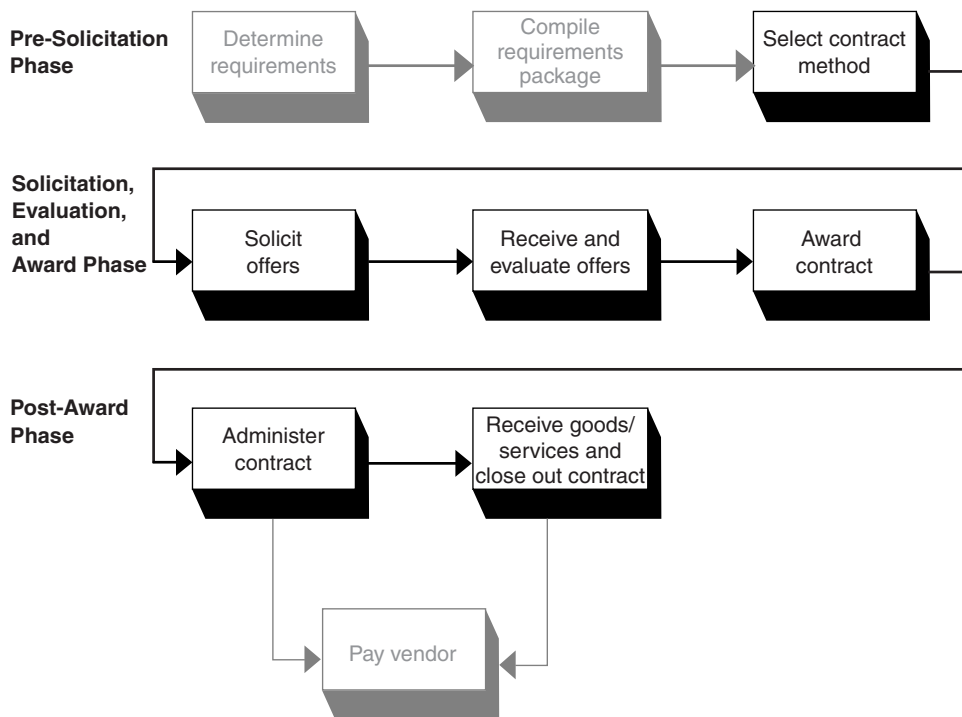 Pre-Solicitation
Phase
Determine
requirements
Compile
requirements
package
Select contract
method
Solicitation,
Evaluation,
and
Award Phase
Solicit
offers
Receive and
evaluate offers
Award
contract
Post-Award
Phase
Administer
contract
Receive goods/
services and
close out contract
Pay vendor